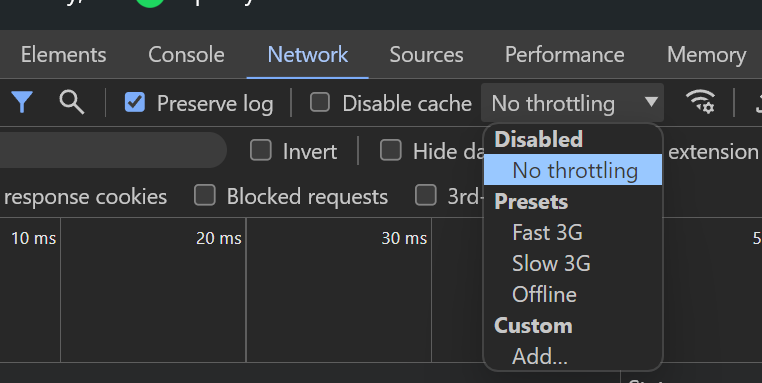 Elements Console Network Sources Performance Memory
Preserve log Disable cache No throttling
Invert Hide da extension
response cookies Blocked requests 3rd-
10 ms 20 ms 30 ms 5
Disabled
No throttling
Presets
Fast 3G
Slow 3G
Offline
Custom
Add...